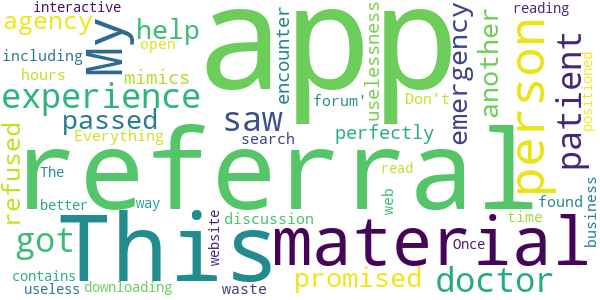 interactive
agency
My
help
app
encounter
uselessness
emergency
another
reading
person
patient
positioned
including
open
hours
mimics
forum'
Don't
experience
passed
saw
perfectly
search
Everything
refused
referral
The
read
web
found
better
way
This
discussion
time
business
got
website
material
Once
contains
promised
doctor
useless
downloading
waste